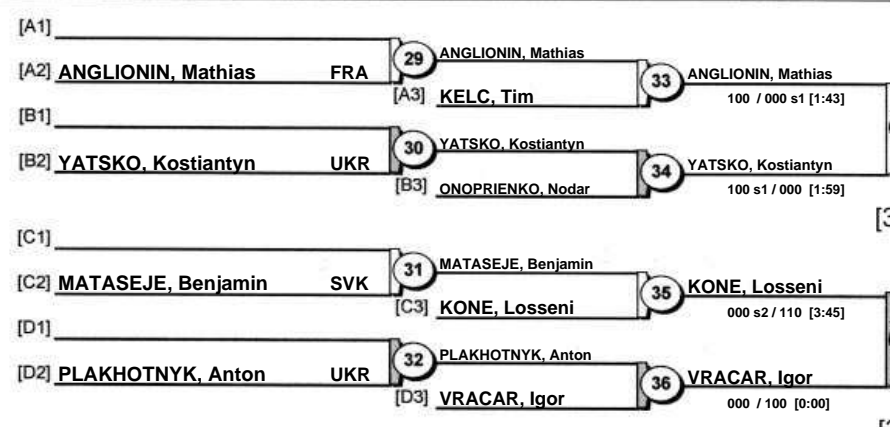 [A1]
[A2] ANGLIONIN, Mathias FRA
29
ANGLIONIN, Mathias
[A3] KELC, Tim
33
ANGLIONIN, Mathias
100 / 000 s1 [1:43]
[B1]
[B2] YATSKO, Kostiantyn UKR
30
YATSKO, Kostiantyn
[B3] ONOPRIENKO, Nodar
34
YATSKO, Kostiantyn
100 s1 / 000 [1:59]
[C1]
[C2] MATASEJE, Benjamin SVK
31
MATASEJE, Benjamin
[C3] KONE, Losseni
35
KONE, Losseni
000 s2 / 110 [3:45]
[D1]
[D2] PLAKHOTNYK, Anton UKR
32
PLAKHOTNYK, Anton
[D3] VRACAR, Igor
36
VRACAR, Igor
000 / 100 [0:00]